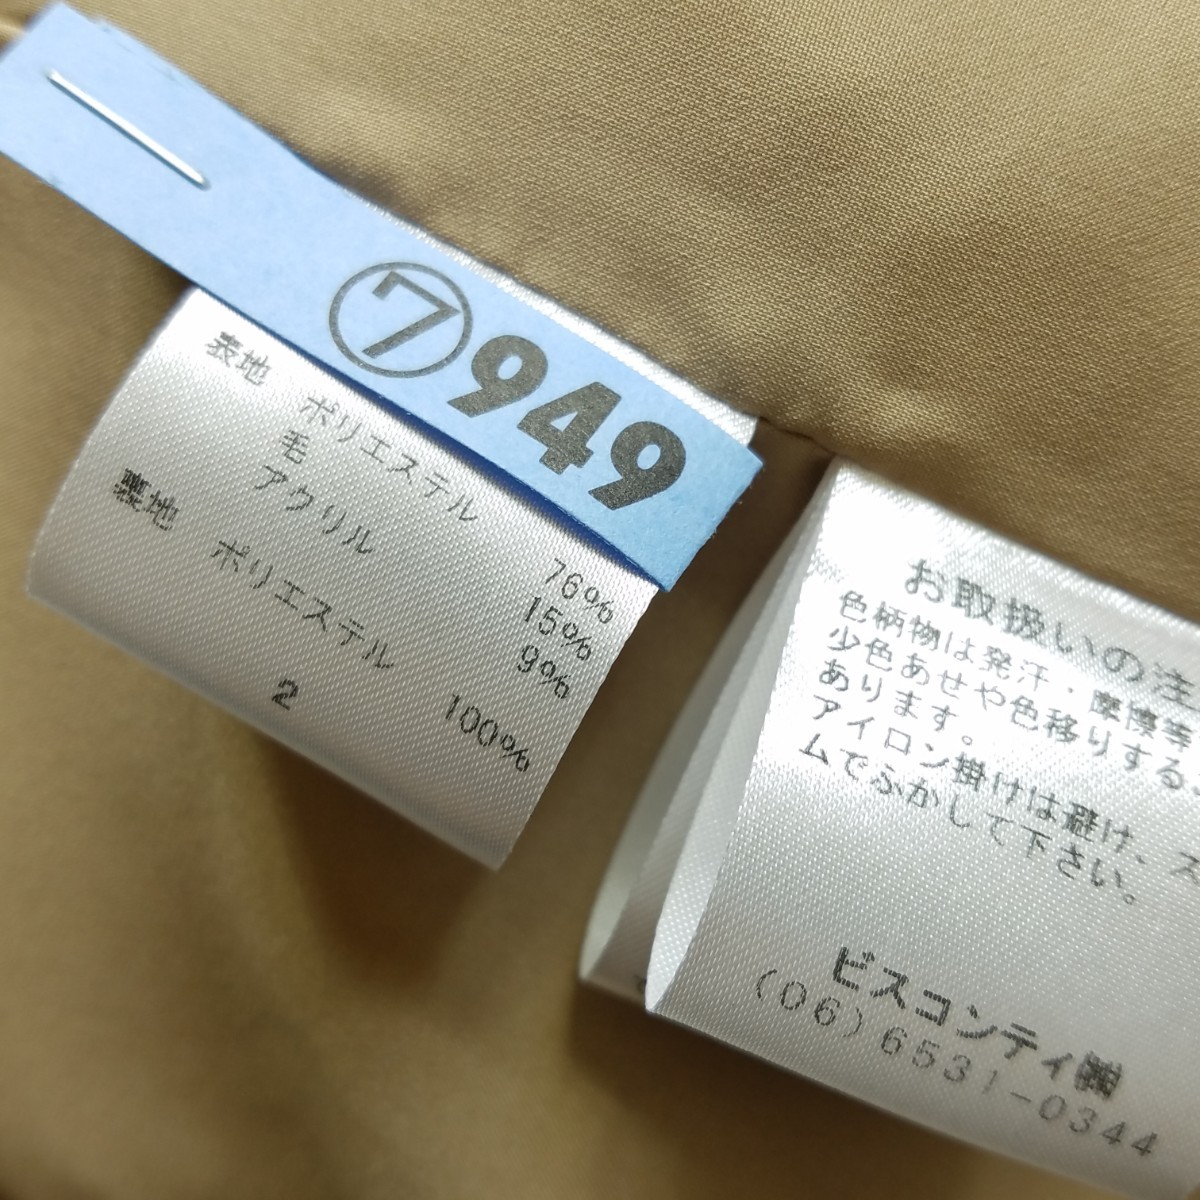 ⑦949
表地
ポリエステル 76%
毛 15%
アクリル 9%
裏地
ポリエステル 100%
2
お取扱いの注
色柄物は発汗・摩擦等
少色あせや色移りする
あります。
アイロン掛けは避け、ス
ムでふかして下さい。
ビスコンティ㈱
(06)6531-0344